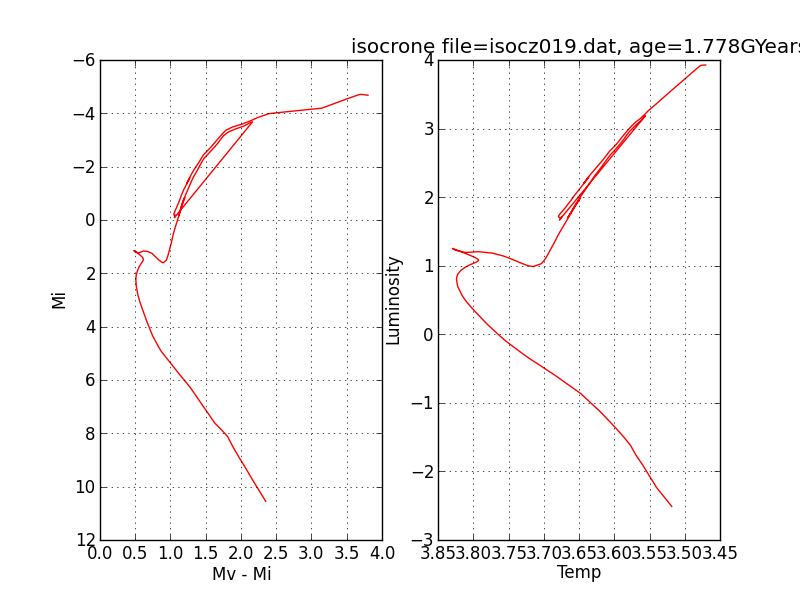 isocrone file=isocz019.dat, age=1.778GYears
−6
−4
−2
0
2
4
6
8
10
12
Mi
0.0 0.5 1.0 1.5 2.0 2.5 3.0 3.5 4.0
Mv - Mi
4
3
2
1
0
−1
−2
−3
Luminosity
3.85 3.80 3.75 3.70 3.65 3.60 3.55 3.50 3.45
Temp